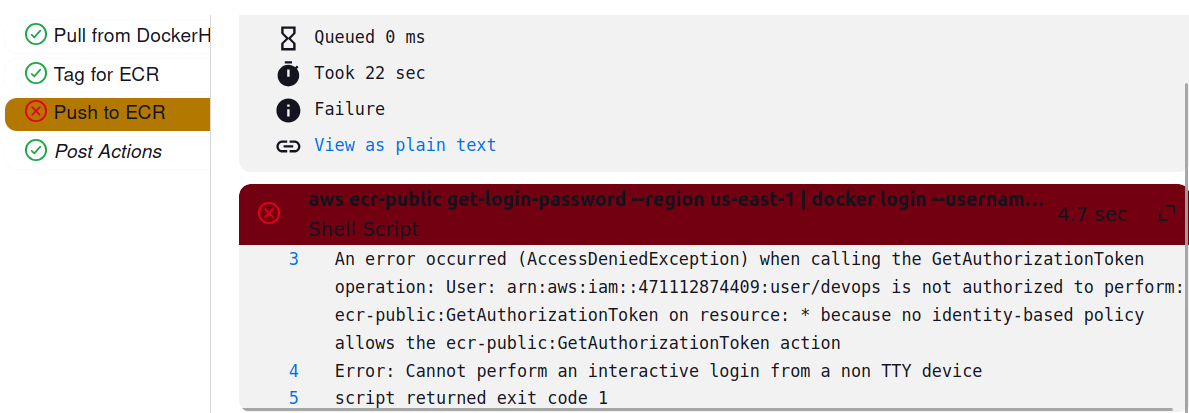 Pull from DockerH
Tag for ECR
Push to ECR
Post Actions
Queued 0 ms
Took 22 sec
Failure
View as plain text
aws ecr-public get-login-password --region us-east-1 | docker login --usernam...
Shell Script
4.7 sec
3 An error occurred (AccessDeniedException) when calling the GetAuthorizationToken
operation: User: arn:aws:iam::471112874409:user/devops is not authorized to perform:
ecr-public:GetAuthorizationToken on resource: * because no identity-based policy
allows the ecr-public:GetAuthorizationToken action
4 Error: Cannot perform an interactive login from a non TTY device
5 script returned exit code 1